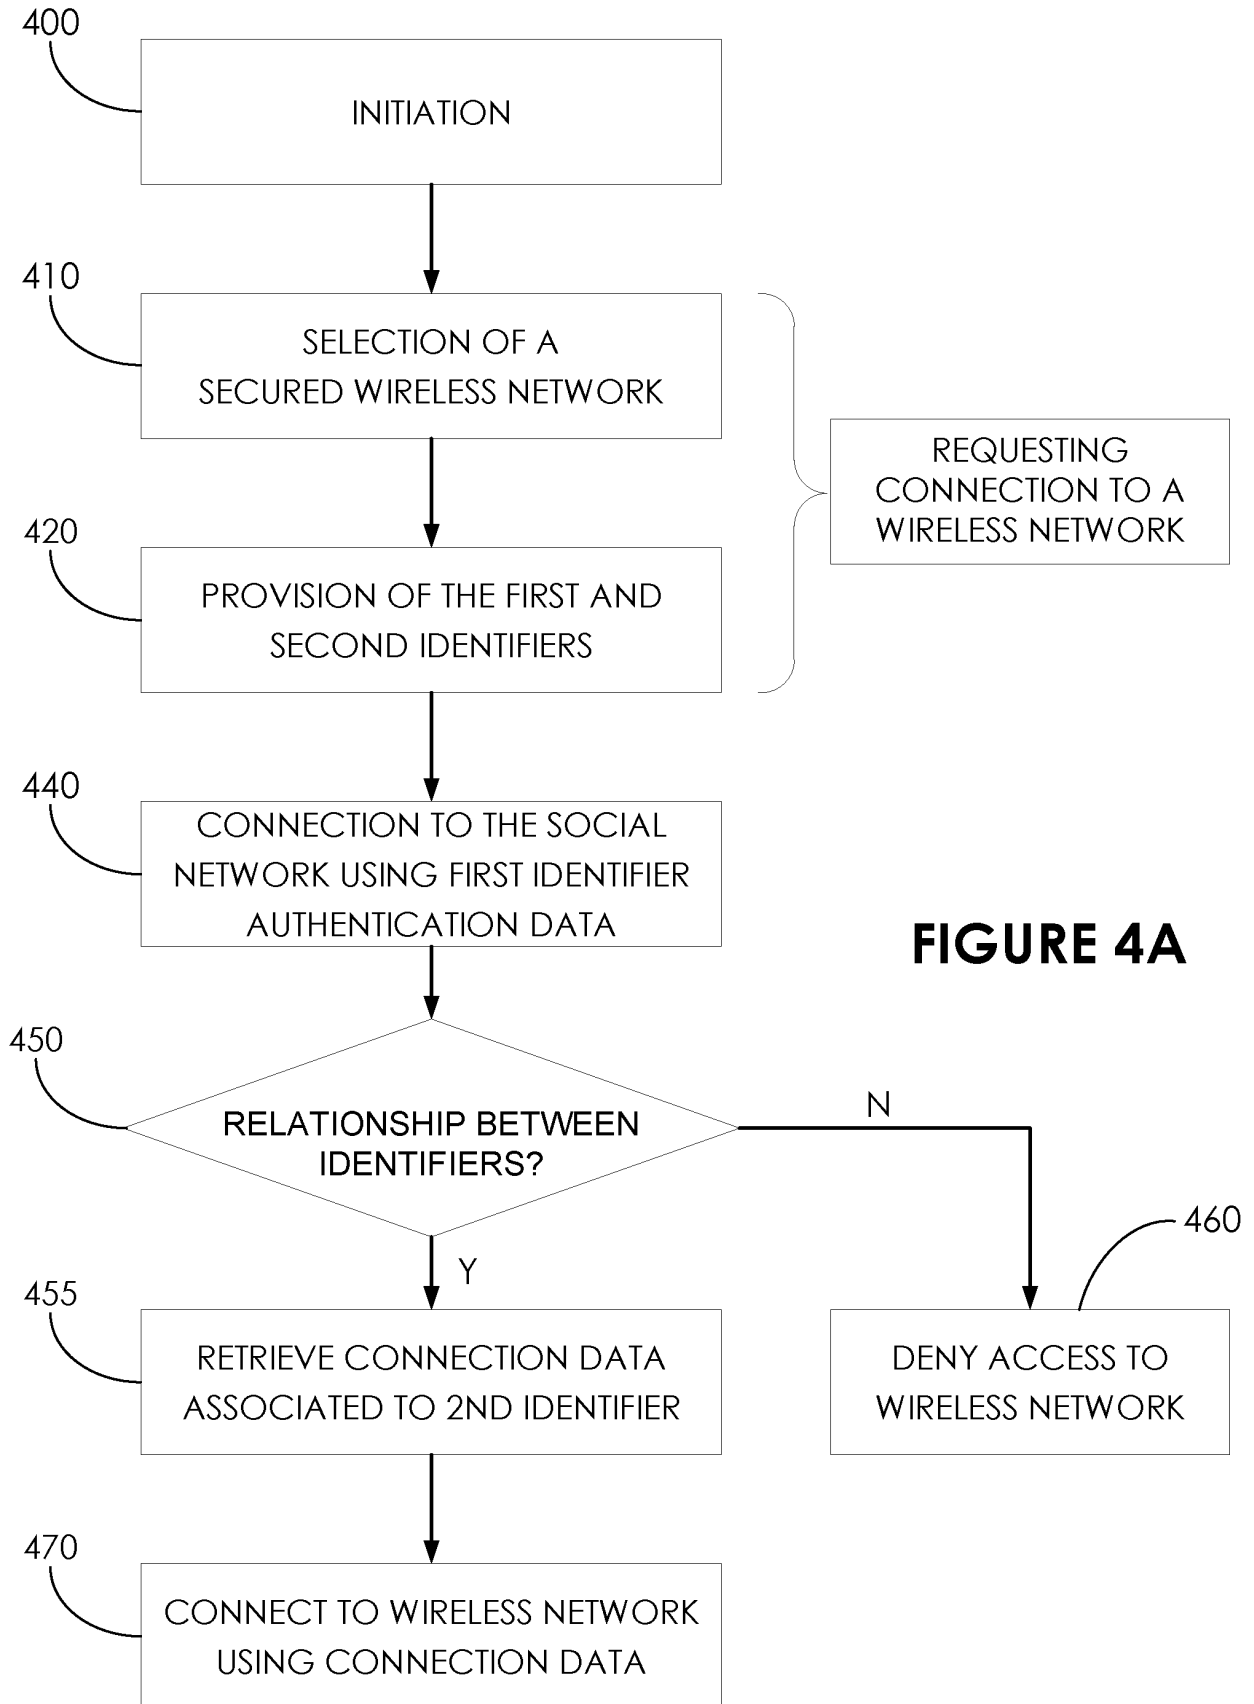 400
INITIATION
410
SELECTION OF A
SECURED WIRELESS NETWORK
REQUESTING
CONNECTION TO A
WIRELESS NETWORK
420
PROVISION OF THE FIRST AND
SECOND IDENTIFIERS
440
CONNECTION TO THE SOCIAL
NETWORK USING FIRST IDENTIFIER
AUTHENTICATION DATA
FIGURE 4A
450
RELATIONSHIP BETWEEN
IDENTIFIERS?
N
Y
460
455
RETRIEVE CONNECTION DATA
ASSOCIATED TO 2ND IDENTIFIER
DENY ACCESS TO
WIRELESS NETWORK
470
CONNECT TO WIRELESS NETWORK
USING CONNECTION DATA